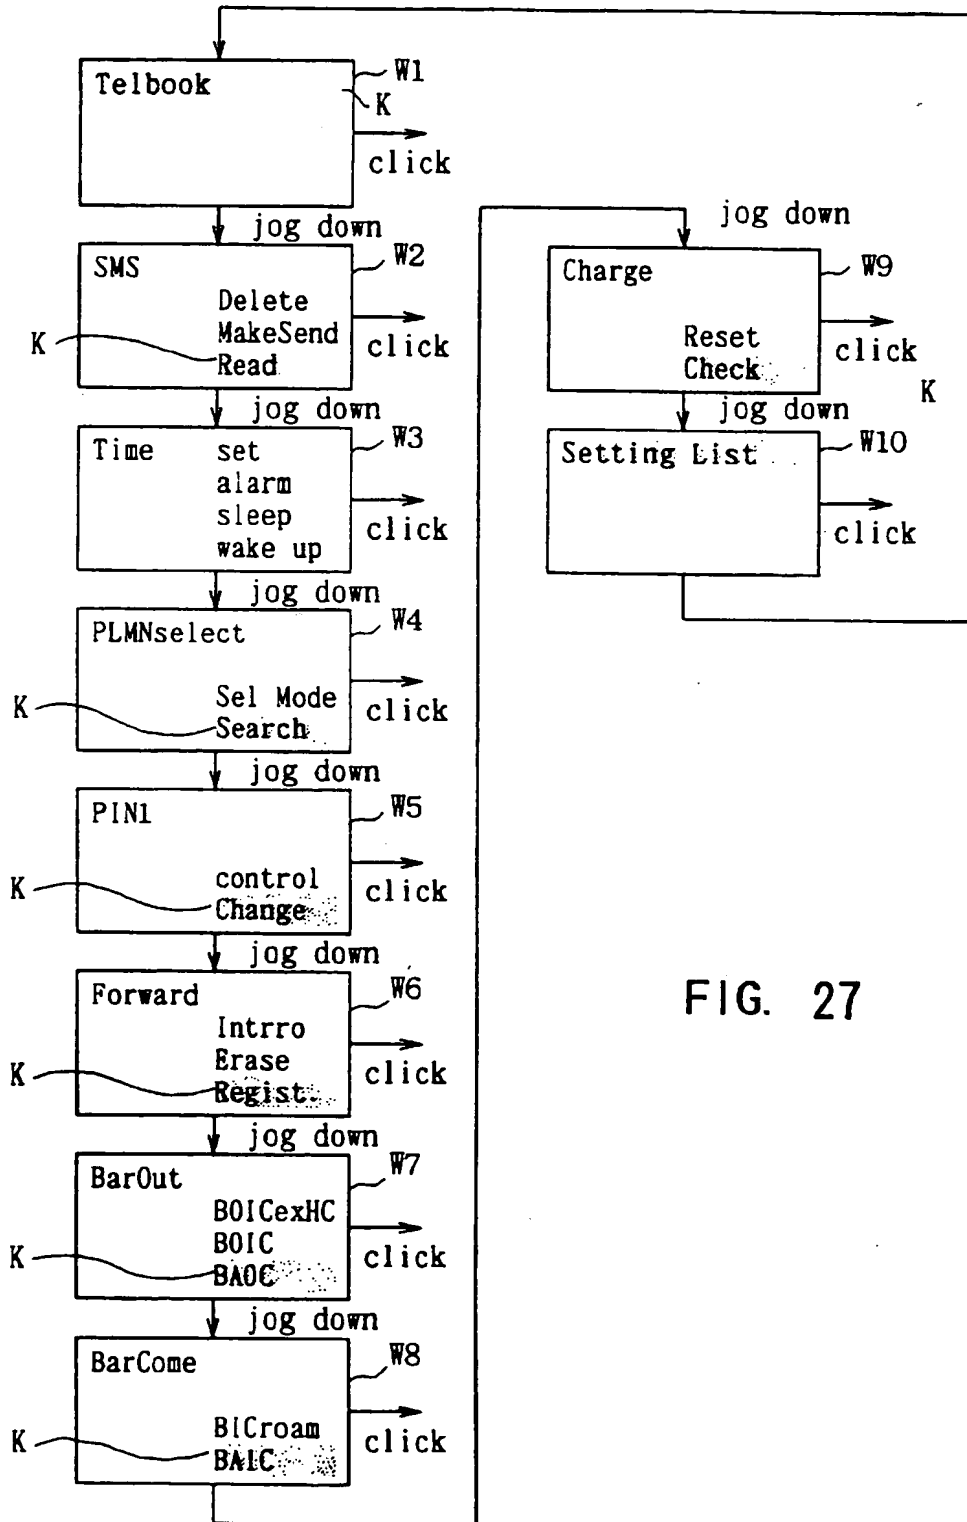 Telbook
W1
K
click
jog down
SMS
W2
Delete
MakeSend
Read
K
click
jog down
Time
W3
set
alarm
sleep
wake up
click
jog down
PLMNselect
W4
Sel Mode
Search
K
click
jog down
PIN1
W5
control
Change
K
click
jog down
Forward
W6
Intrro
Erase
Regist.
K
click
jog down
BarOut
W7
BOICexHC
BOIC
BAOC
K
click
jog down
BarCome
W8
BICroam
BAIC
K
click
jog down
Charge
W9
Reset
Check
click
K
jog down
Setting List
W10
click
FIG. 27